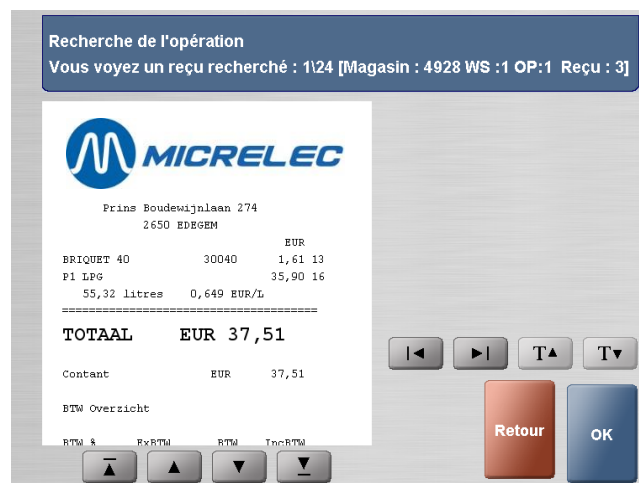 Recherche de l'opération
Vous voyez un reçu recherché : 1\24 [Magasin : 4928 WS :1 OP:1 Reçu : 3]
MICRELEC
Prins Boudewijnlaan 274
2650 EDEGEM
EUR
BRIQUET 40 30040 1,61 13
P1 LPG 35,90 16
55,32 litres 0,649 EUR/L
======================================
TOTAAL EUR 37,51
Contant EUR 37,51
BTW Overzicht
BTW % ExBTW BTW IncBTW
T▲ T▼
Retour
OK